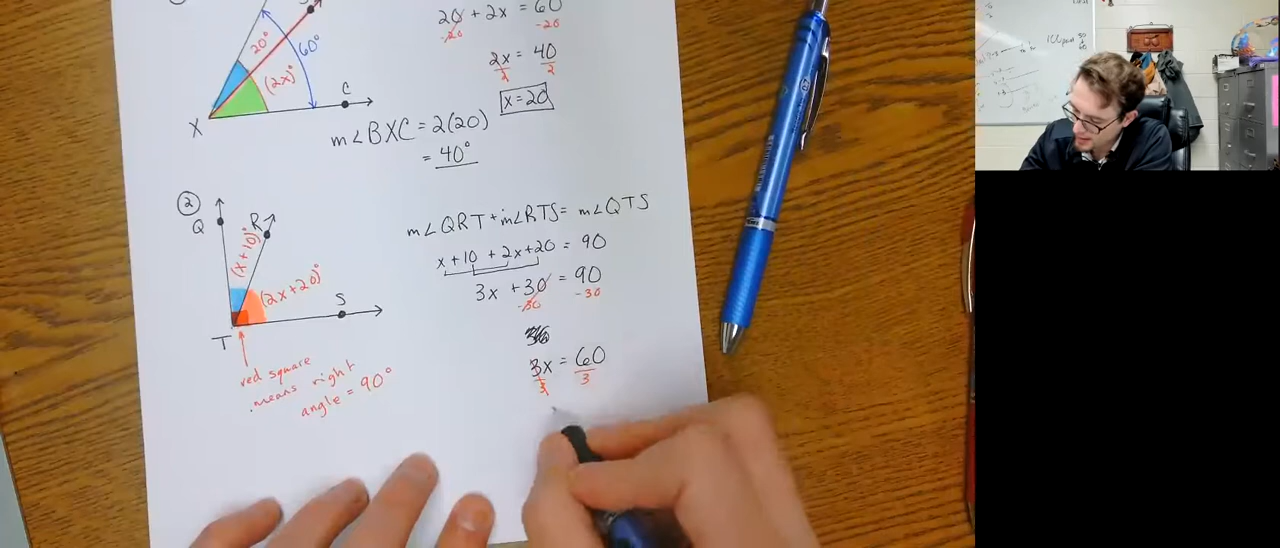 20 + 2x = 60
-20 -20
2x = 40
2 2
x = 20
20°
60°
(2x)°
C
X
m∠BXC = 2(20)
= 40°
②
Q
R
(x+10)°
(2x+20)°
S
T
red square
means right
angle = 90°
m∠QRT + m∠RTS = m∠QTS
x + 10 + 2x + 20 = 90
3x + 30 = 90
-30 -30
3x = 60
3 3